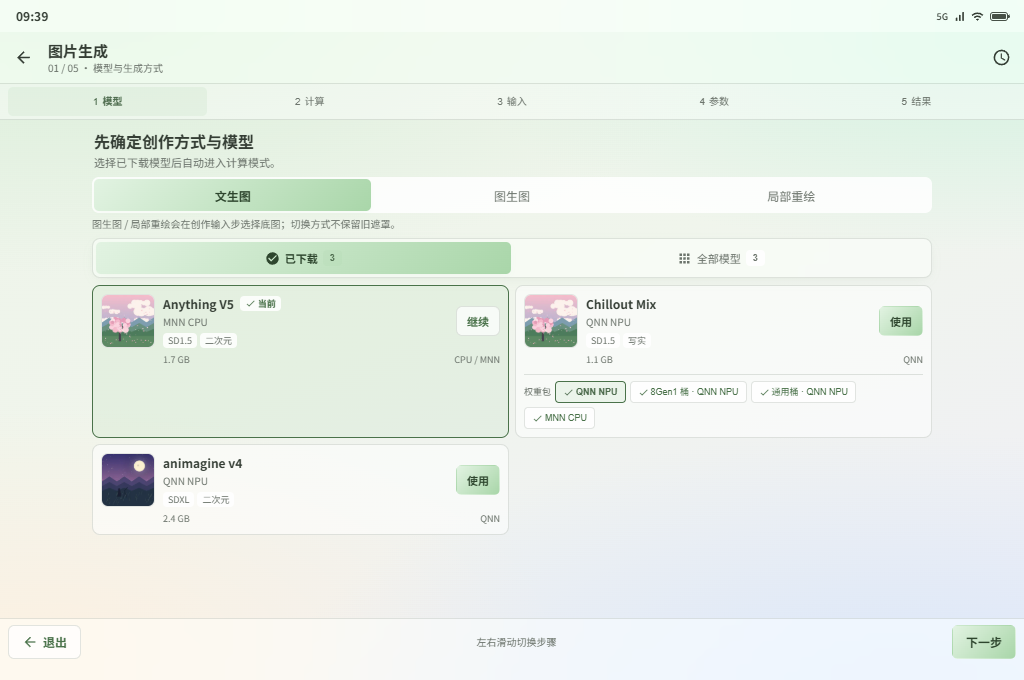 09:39
5G
图片生成
01 / 05 · 模型与生成方式
1 模型
2 计算
3 输入
4 参数
5 结果
先确定创作方式与模型
选择已下载模型后自动进入计算模式。
文生图
图生图
局部重绘
图生图 / 局部重绘会在创作输入步选择底图；切换方式不保留旧遮罩。
已下载 3
全部模型 3
Anything V5 当前
MNN CPU
SD1.5 二次元
1.7 GB
继续
CPU / MNN
Chillout Mix
QNN NPU
SD1.5 写实
1.1 GB
使用
QNN
权重包 QNN NPU 8Gen1 桶 · QNN NPU 通用桶 · QNN NPU
MNN CPU
animagine v4
QNN NPU
SDXL 二次元
2.4 GB
使用
QNN
退出
左右滑动切换步骤
下一步